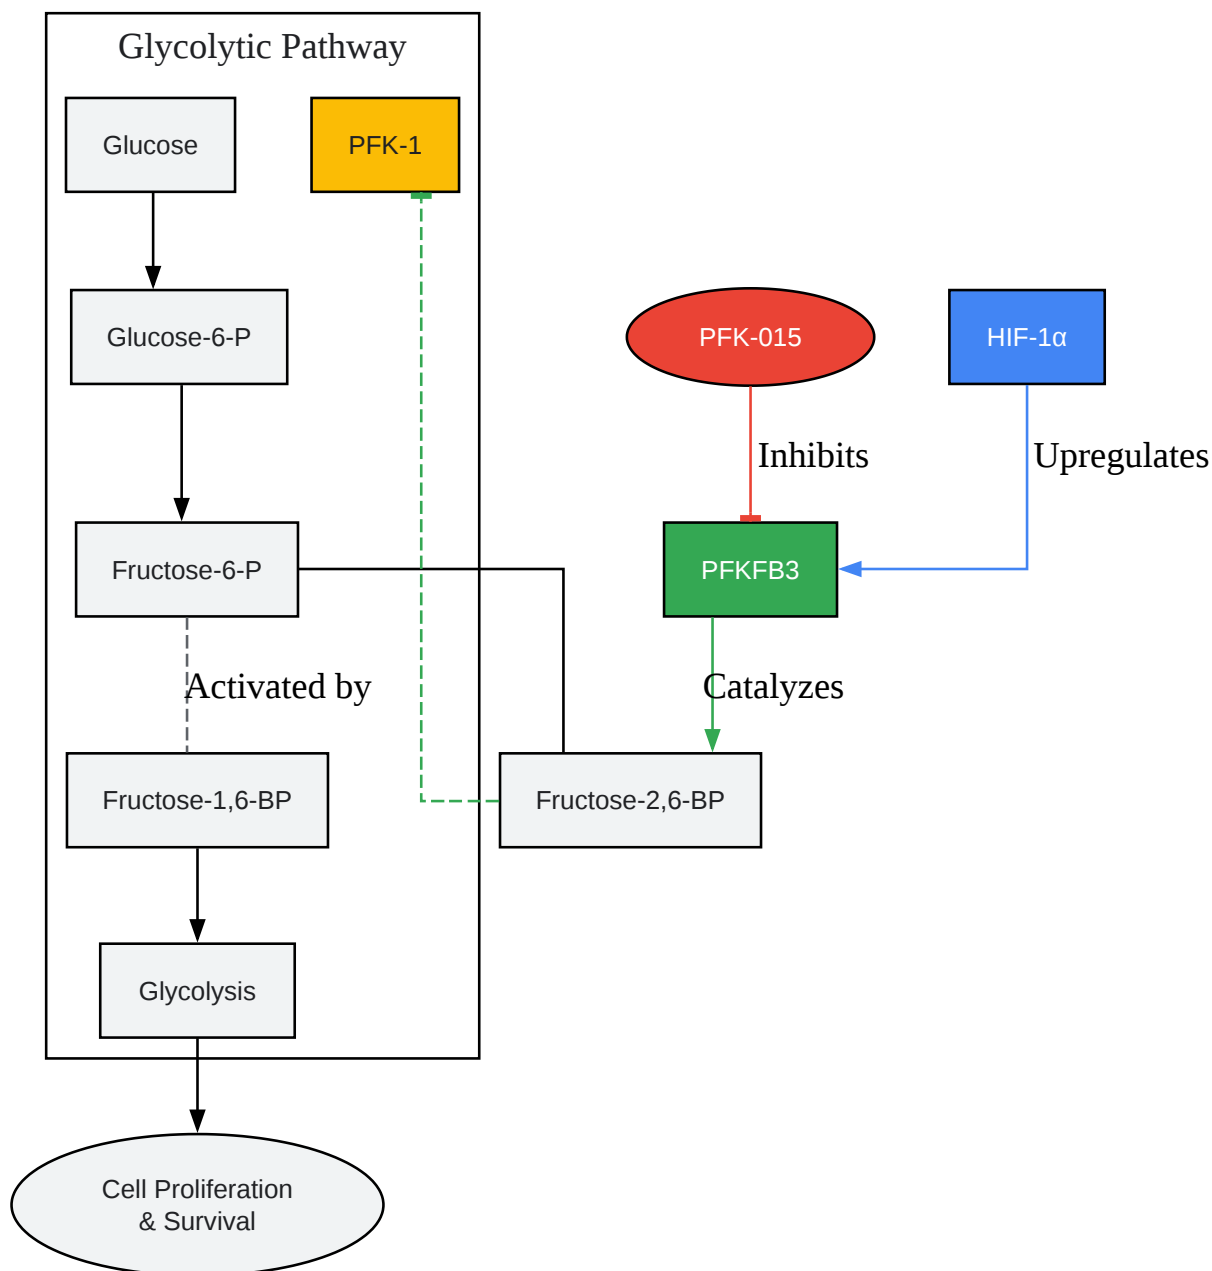 Glycolytic Pathway
Glucose
PFK-1
Glucose-6-P
PFK-015
HIF-1α
Inhibits
Upregulates
Fructose-6-P
PFKFB3
Activated by
Catalyzes
Fructose-1,6-BP
Fructose-2,6-BP
Glycolysis
Cell Proliferation
& Survival